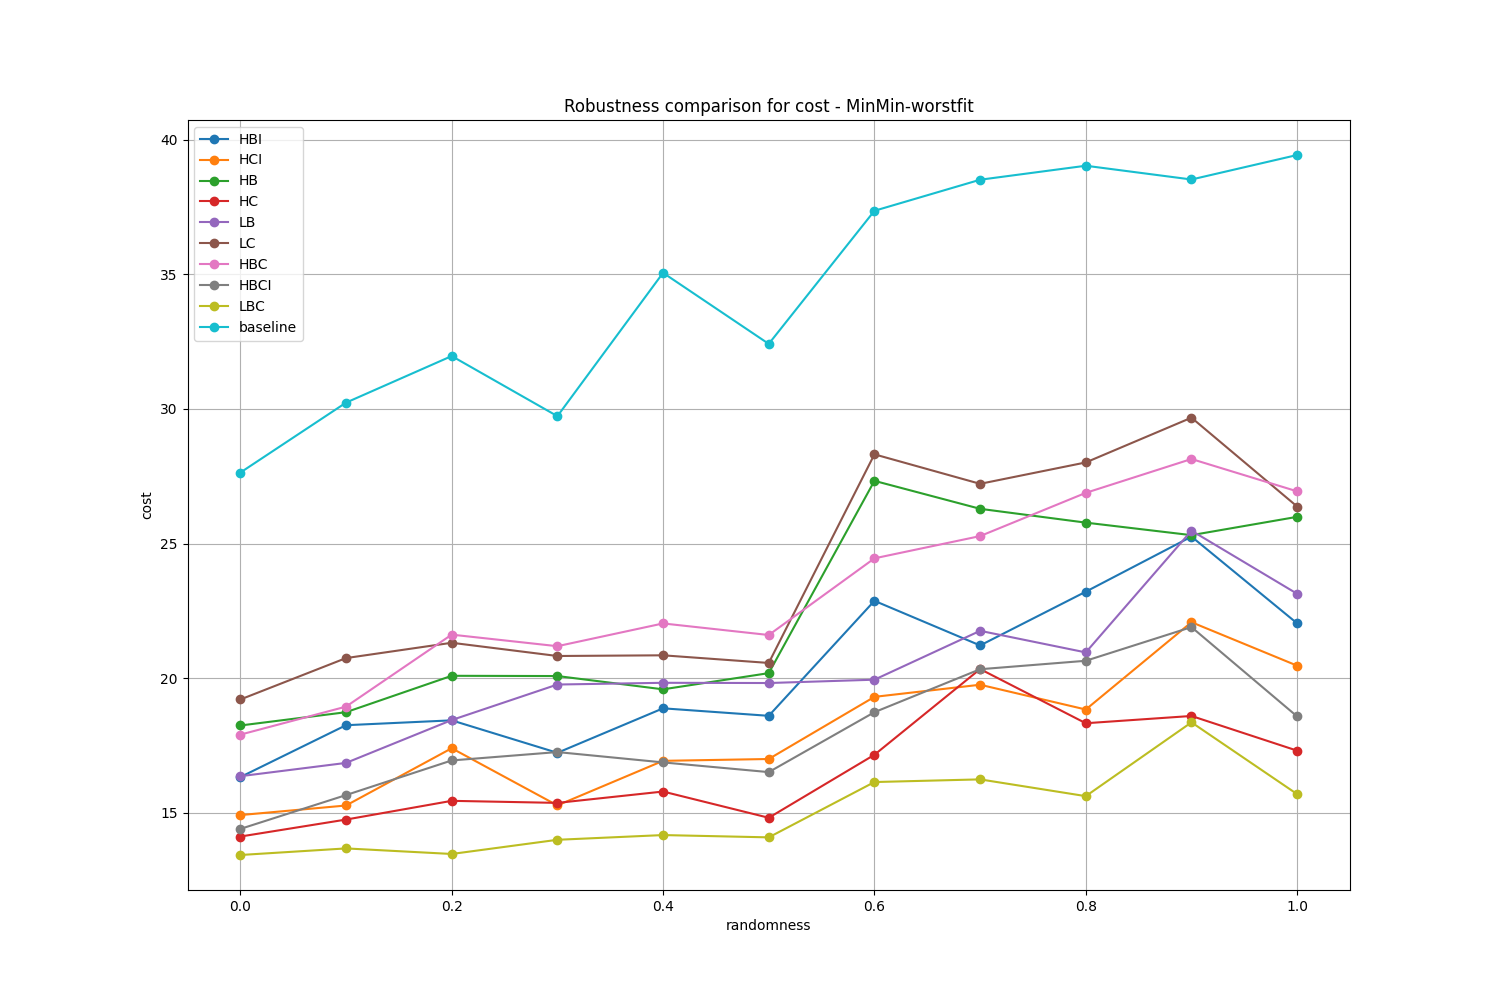 Robustness comparison for cost - MinMin-worstfit
HBI
HCI
HB
HC
LB
LC
HBC
HBCI
LBC
baseline
40
35
30
25
20
15
cost
0.0 0.2 0.4 0.6 0.8 1.0
randomness